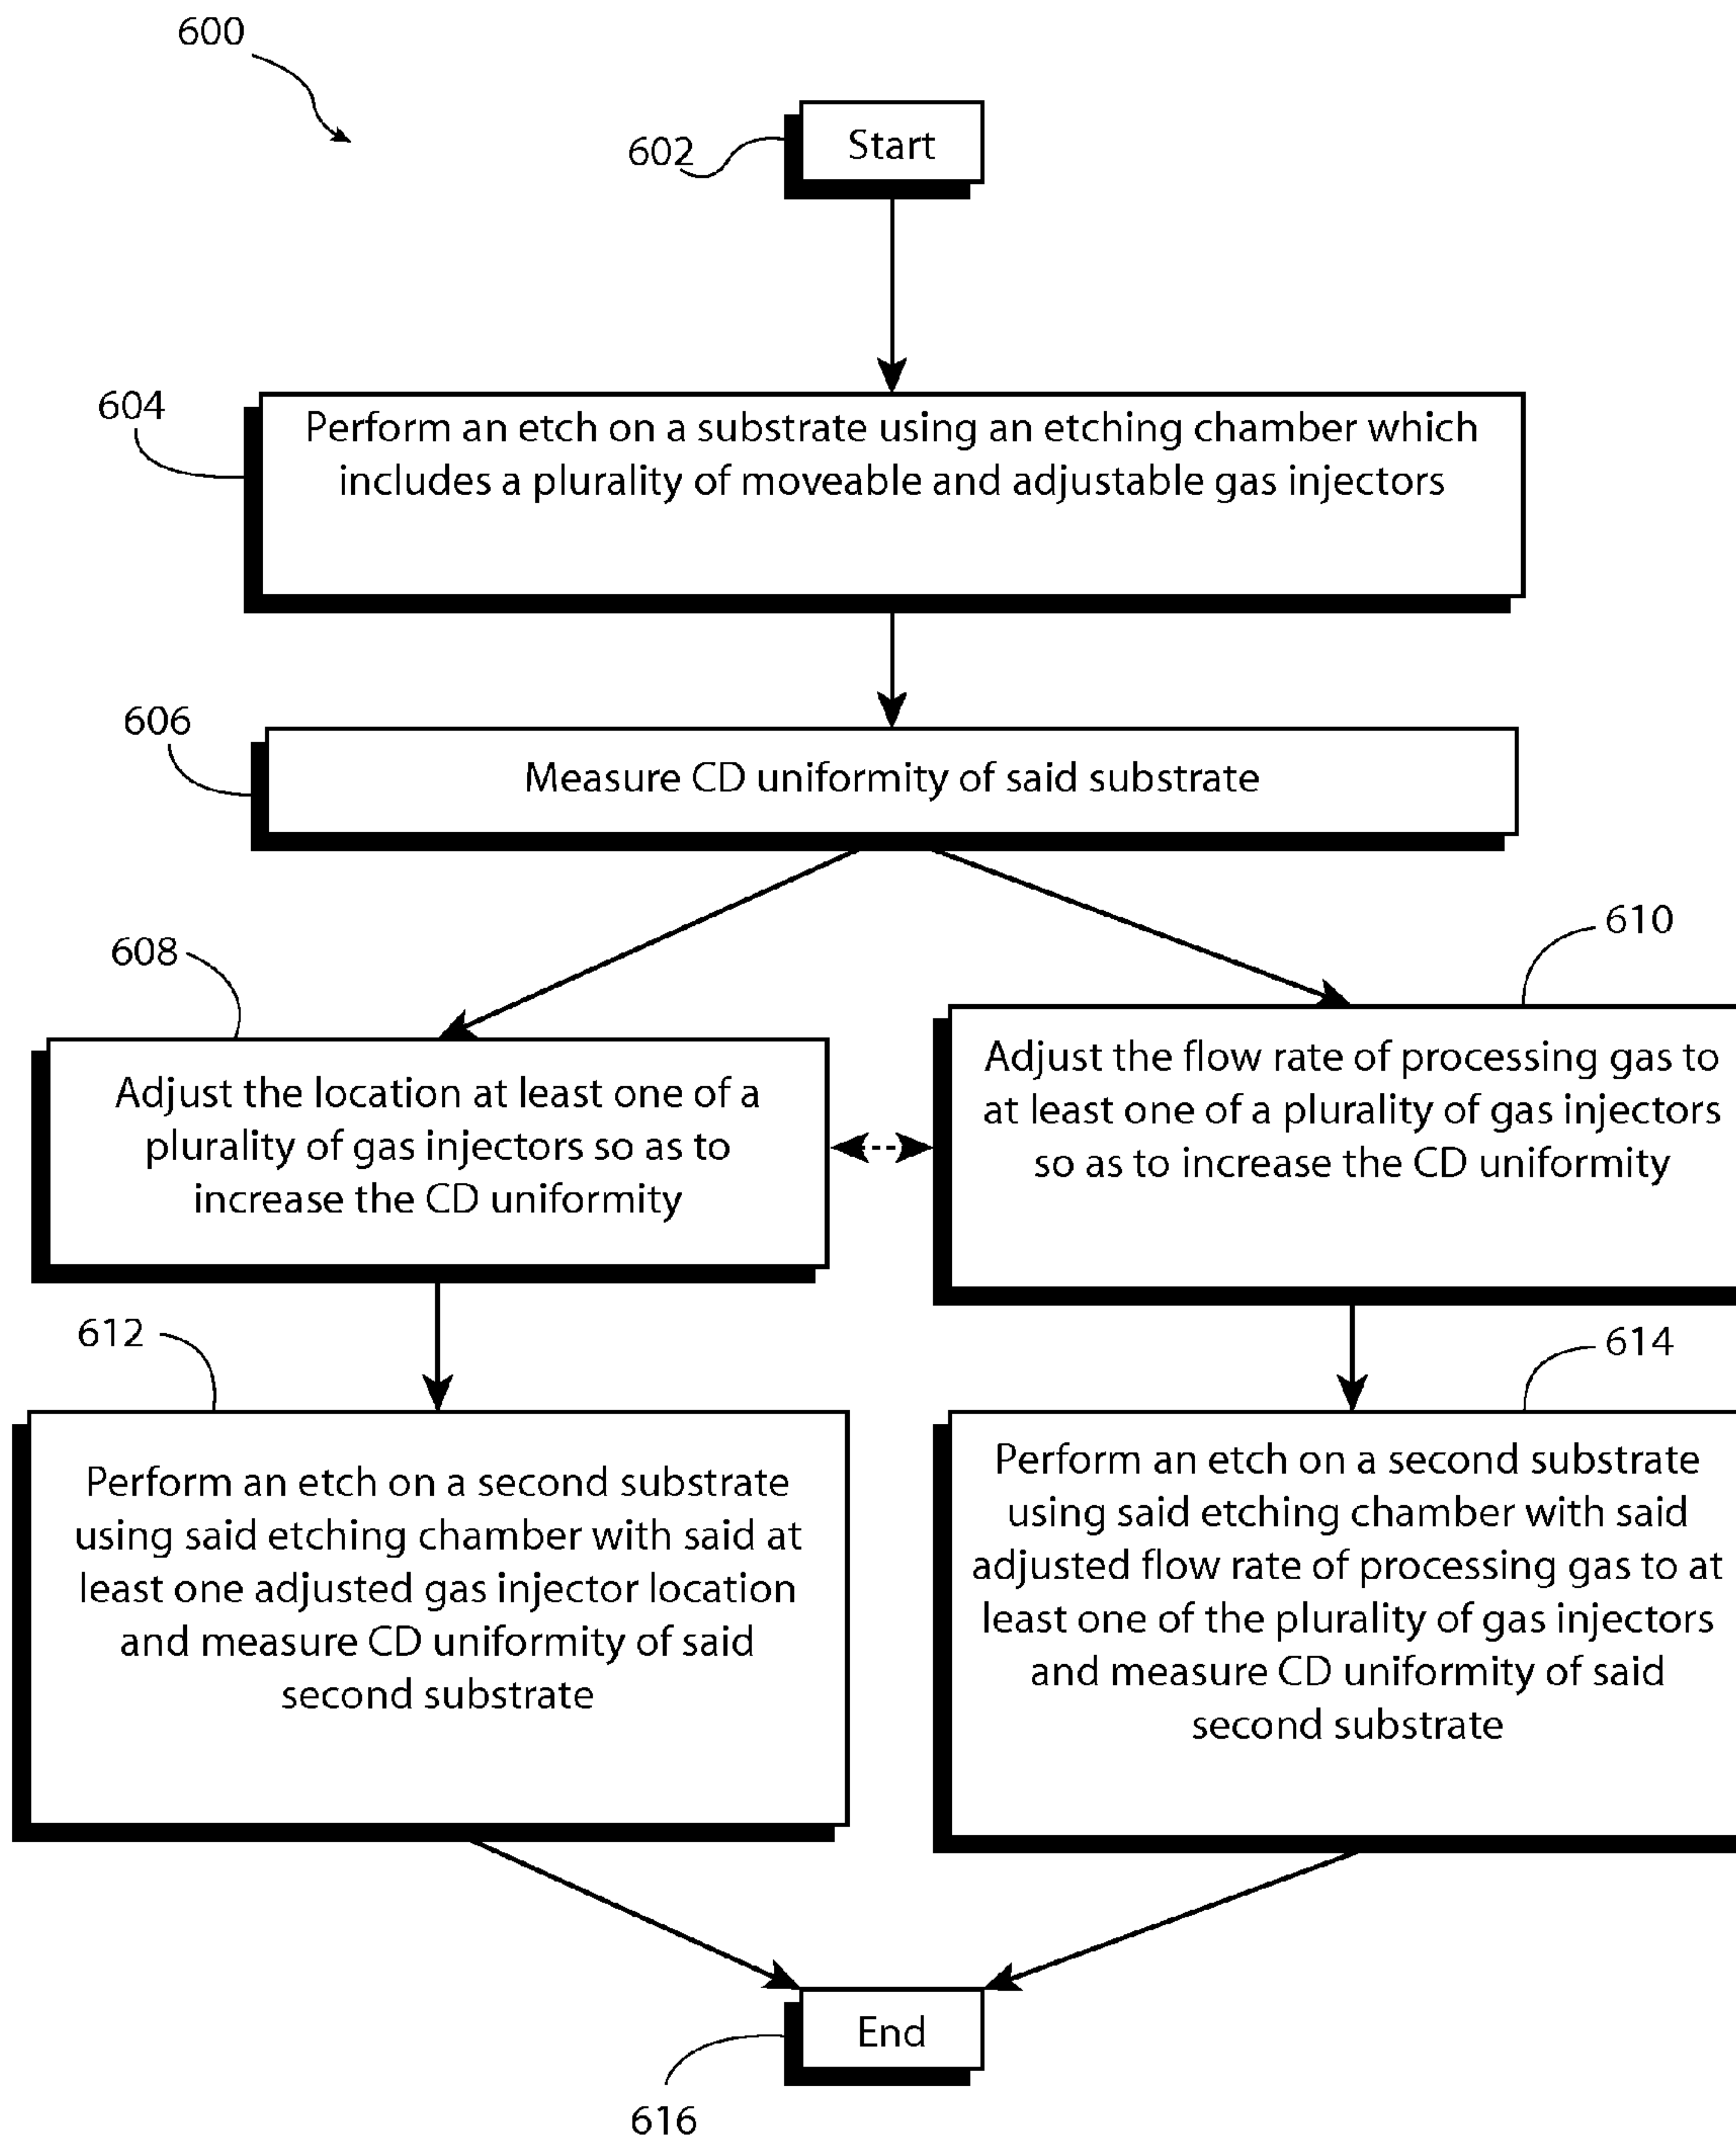 600
602
Start
604
Perform an etch on a substrate using an etching chamber which
includes a plurality of moveable and adjustable gas injectors
606
Measure CD uniformity of said substrate
608
610
Adjust the location at least one of a
plurality of gas injectors so as to
increase the CD uniformity
Adjust the flow rate of processing gas to
at least one of a plurality of gas injectors
so as to increase the CD uniformity
612
614
Perform an etch on a second substrate
using said etching chamber with said at
least one adjusted gas injector location
and measure CD uniformity of said
second substrate
Perform an etch on a second substrate
using said etching chamber with said
adjusted flow rate of processing gas to at
least one of the plurality of gas injectors
and measure CD uniformity of said
second substrate
End
616